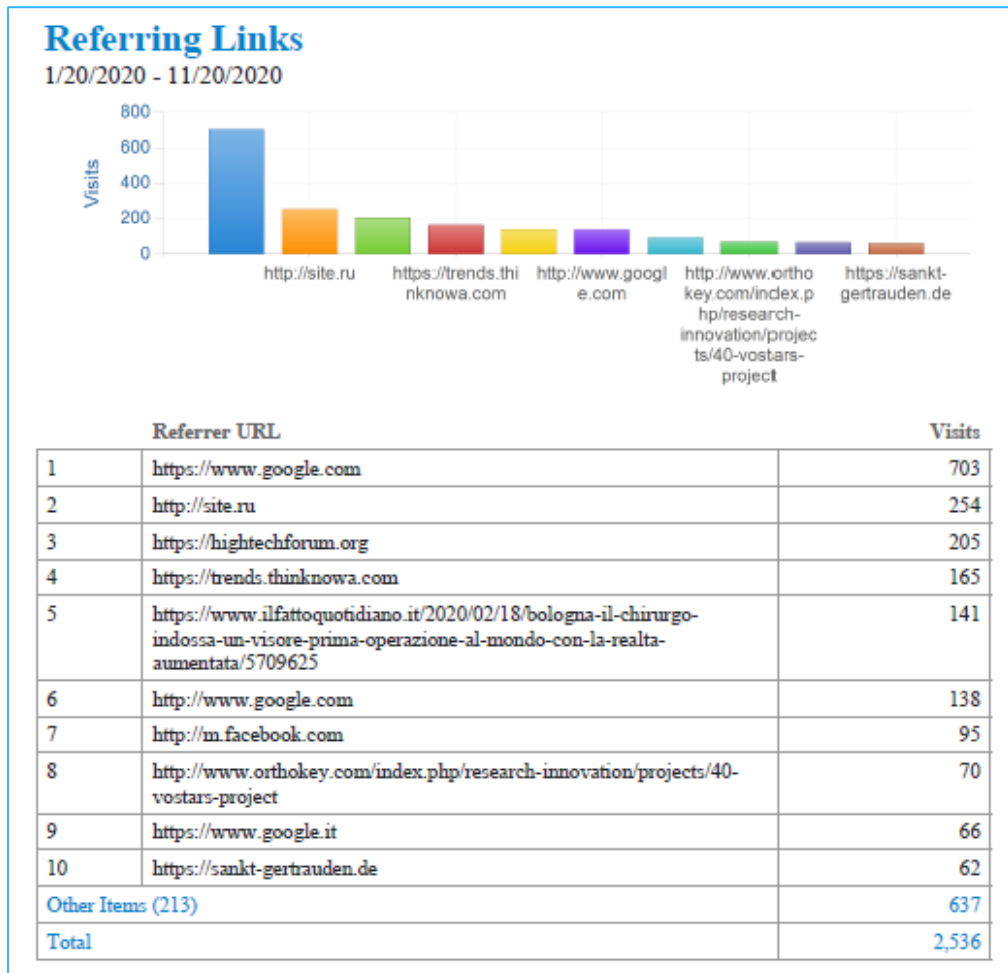 Referring Links
1/20/2020 - 11/20/2020
800
600
400
200
0
Visits
http://site.ru
https://trends.thi
nknowa.com
http://www.googl
e.com
http://www.ortho
key.com/index.p
hp/research-
innovation/projec
ts/40-vostars-
project
https://sankt-
gertrauden.de
Referrer URL Visits
1 https://www.google.com 703
2 http://site.ru 254
3 https://hightechforum.org 205
4 https://trends.thinknowa.com 165
5 https://www.ilfattoquotidiano.it/2020/02/18/bologna-il-chirurgo- 141
indossa-un-visore-prima-operazione-al-mondo-con-la-realta-
aumentata/5709625
6 http://www.google.com 138
7 http://m.facebook.com 95
8 http://www.orthokey.com/index.php/research-innovation/projects/40- 70
vostars-project
9 https://www.google.it 66
10 https://sankt-gertrauden.de 62
Other Items (213) 637
Total 2,536